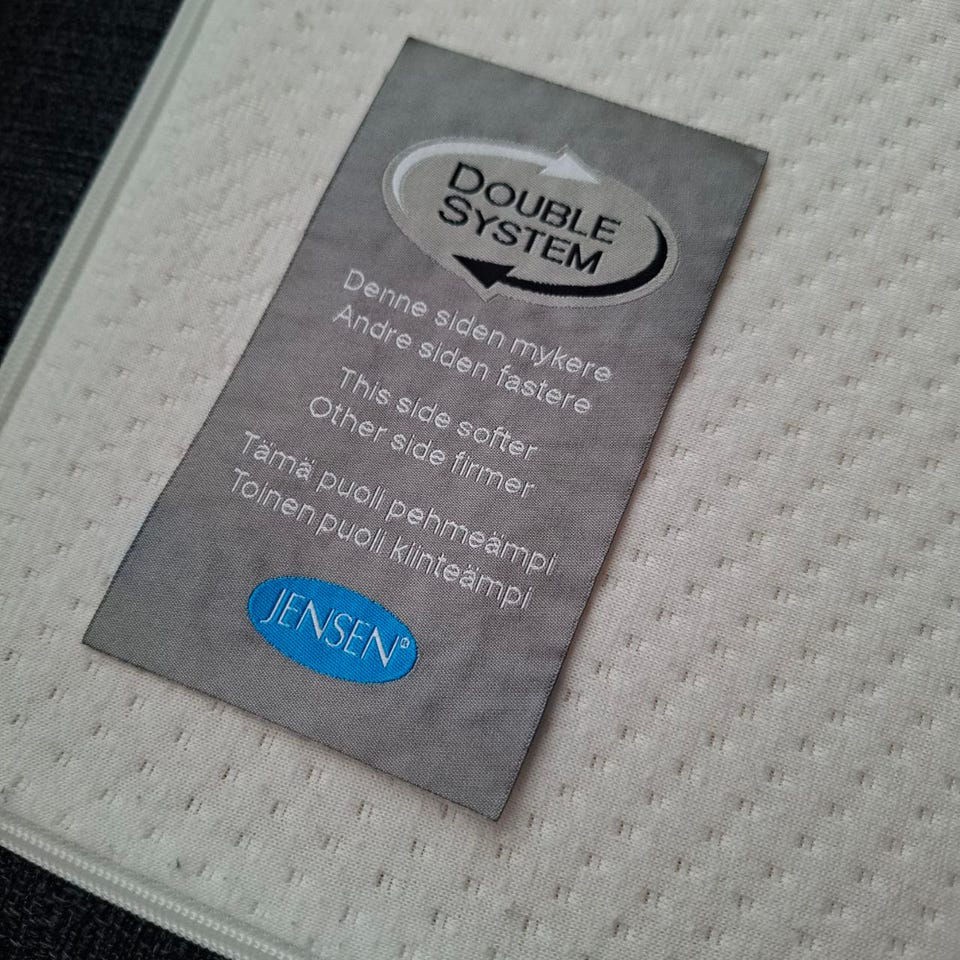 DOUBLE
SYSTEM
Denne siden mykere
Andre siden fastere
This side softer
Other side firmer
Tämä puoli pehmeämpi
Toinen puoli kiinteämpi
JENSEN®